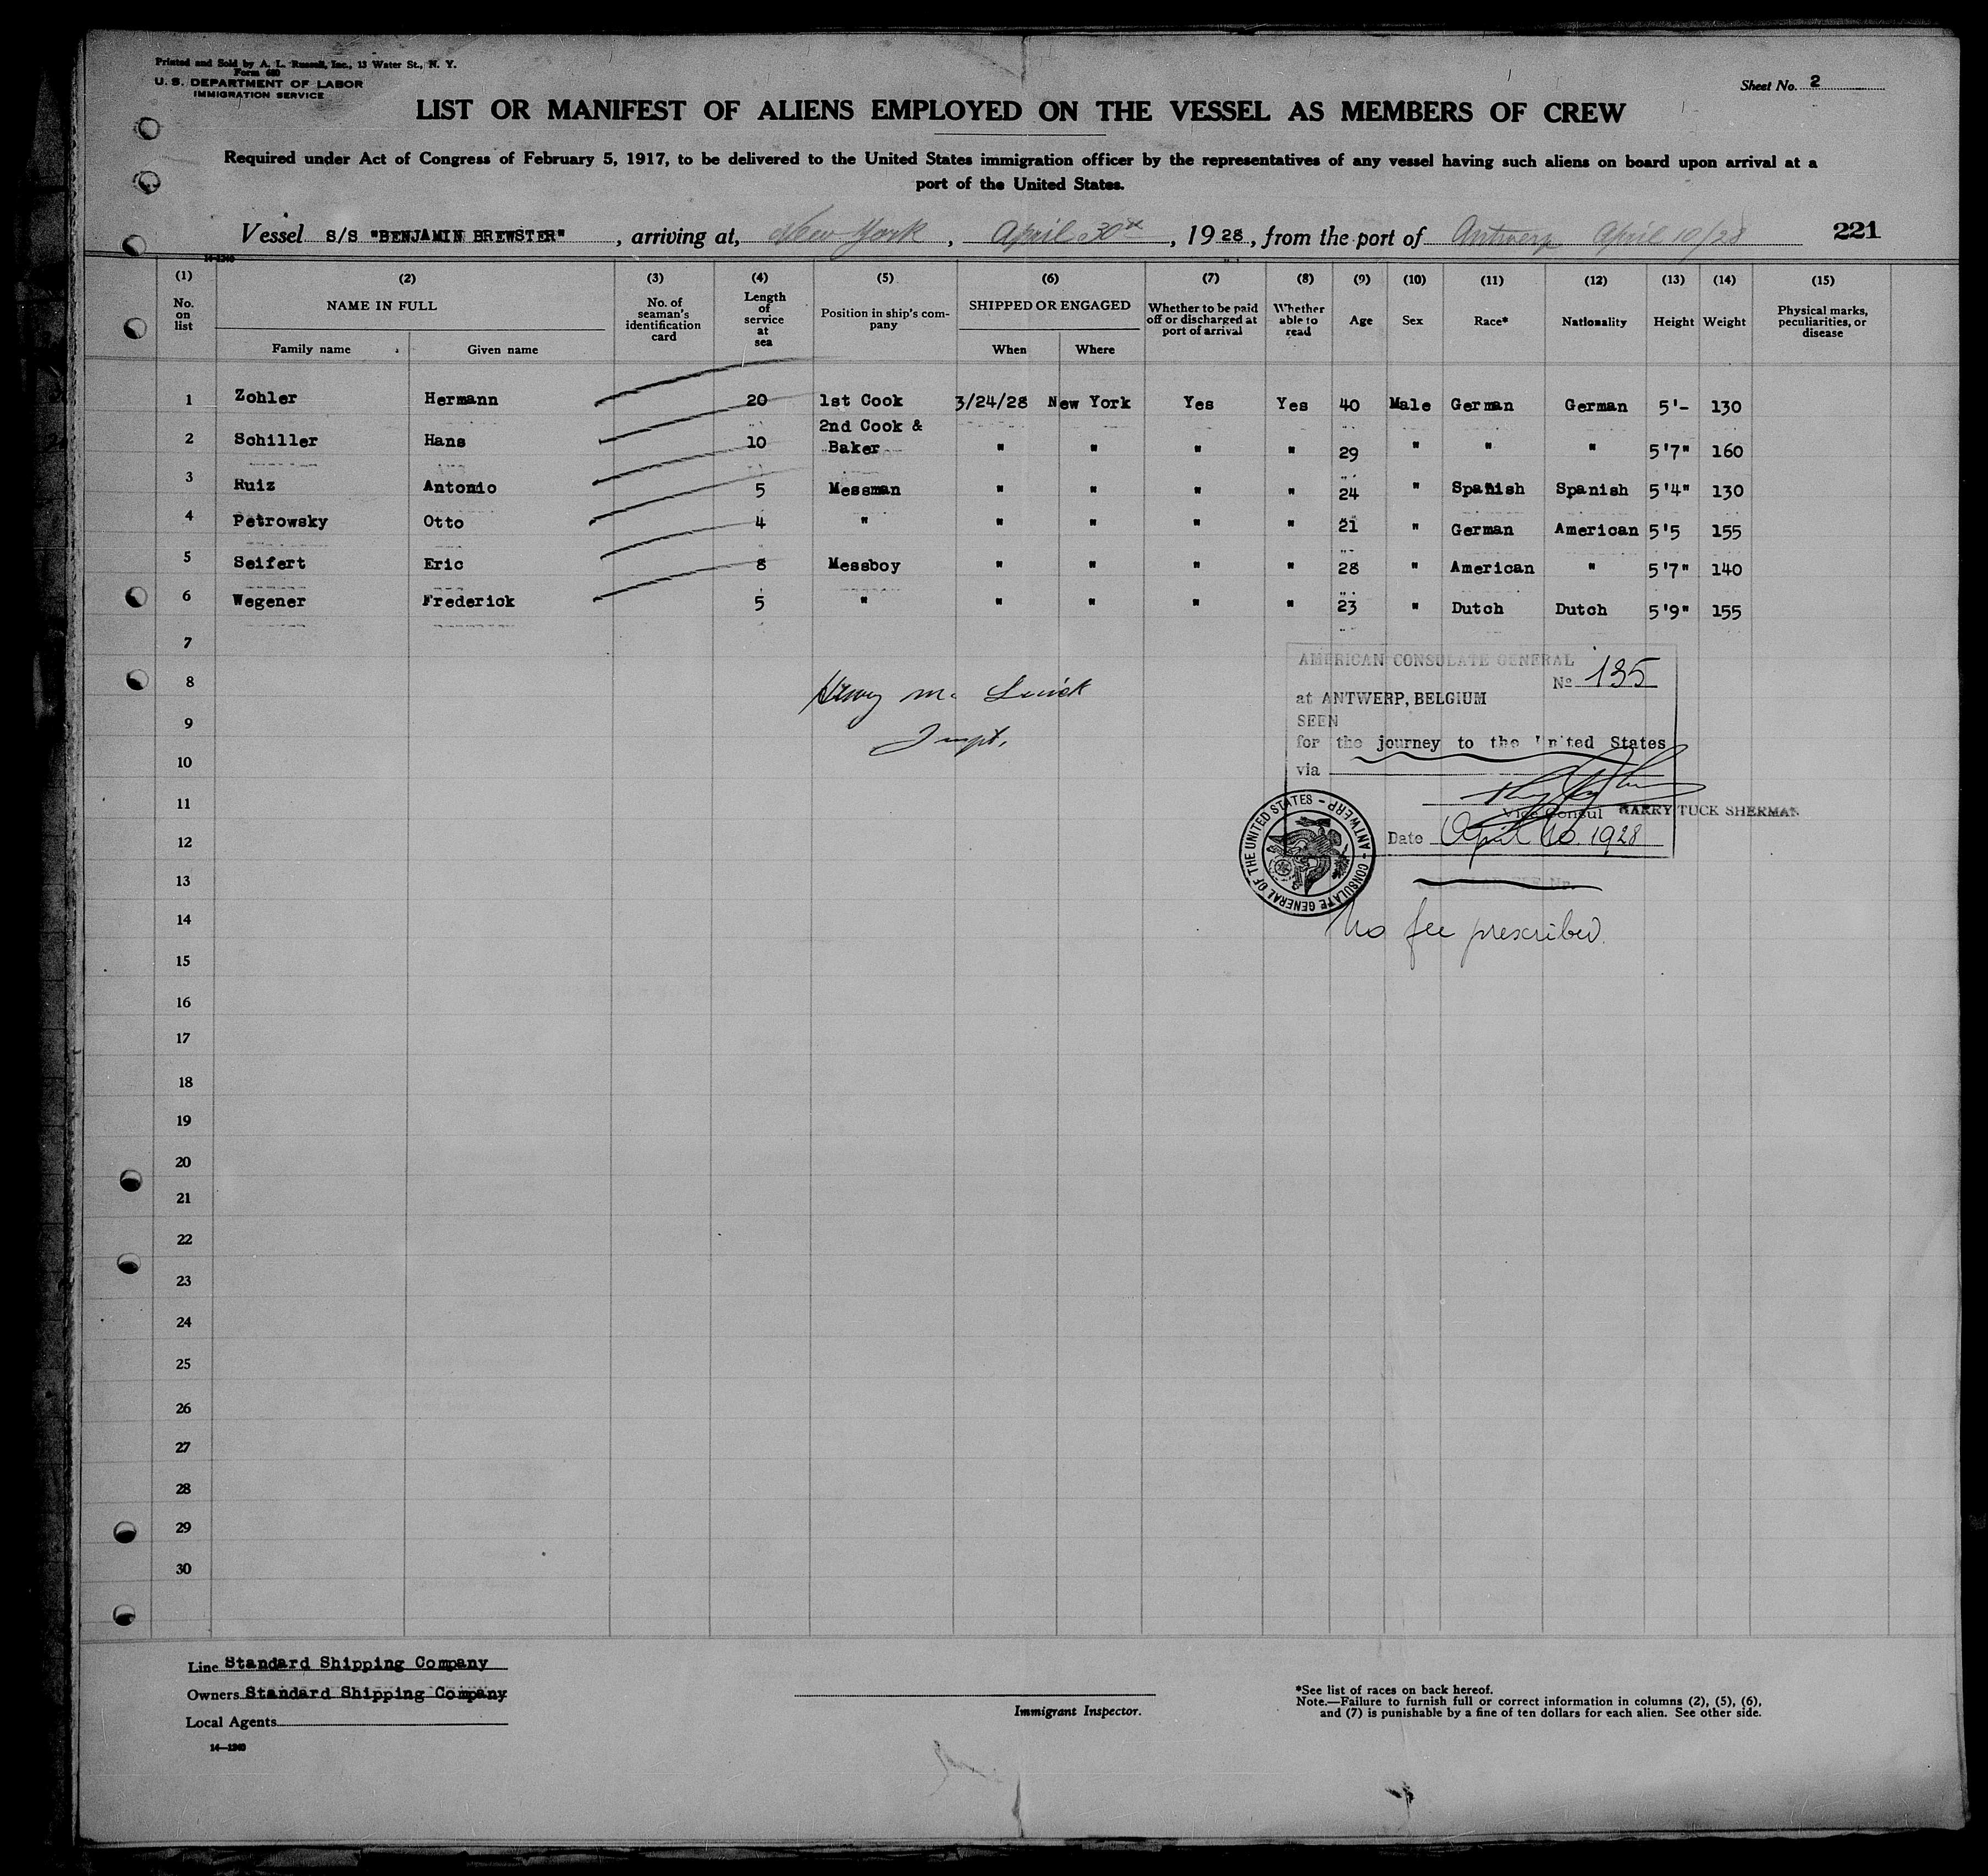 Printed and Sold by A. L. Russell, Inc., 13 Water St., N. Y.
Form 680
U. S. DEPARTMENT OF LABOR
IMMIGRATION SERVICE
Sheet No. 2
LIST OR MANIFEST OF ALIENS EMPLOYED ON THE VESSEL AS MEMBERS OF CREW
Required under Act of Congress of February 5, 1917, to be delivered to the United States immigration officer by the representatives of any vessel having such aliens on board upon arrival at a
port of the United States.
Vessel S/S "BENJAMIN BREWSTER", arriving at, New York, April 30th, 1928, from the port of Antwerp April 10/28 221
14-1240
(1) (2) (3) (4) (5) (6) (7) (8) (9) (10) (11) (12) (13) (14) (15)
No. on list NAME IN FULL No. of seaman's identification card Length of service at sea Position in ship's company SHIPPED OR ENGAGED Whether to be paid off or discharged at port of arrival Whether able to read Age Sex Race* Nationality Height Weight Physical marks, peculiarities, or disease
Family name Given name When Where
1 Zohler Hermann 20 1st Cook 3/24/28 New York Yes Yes 40 Male German German 5'- 130
2 Schiller Hans 10 2nd Cook & Baker " " " " 29 " " " 5'7" 160
3 Ruiz Antonio 5 Messman " " " " 24 " Spanish Spanish 5'4" 130
4 Petrowsky Otto 4 " " " " " 21 " German American 5'5 155
5 Seifert Eric 8 Messboy " " " " 28 " American " 5'7" 140
6 Wegener Frederick 5 " " " " " 23 " Dutch Dutch 5'9" 155
7
8
9
10
11
12
13
14
15
16
17
18
19
20
21
22
23
24
25
26
27
28
29
30
Inspt.
AMERICAN CONSULATE GENERAL
No 135
at ANTWERP, BELGIUM
SEEN
for the journey to the United States
via
Vice Consul HARRY TUCK SHERMAN
Date April 10. 1928
CONSULATE GENERAL OF THE UNITED STATES - ANTWERP -
No fee prescribed.
Line Standard Shipping Company
Owners Standard Shipping Company
Local Agents
14-1240
Immigrant Inspector.
*See list of races on back hereof.
Note.—Failure to furnish full or correct information in columns (2), (5), (6),
and (7) is punishable by a fine of ten dollars for each alien. See other side.